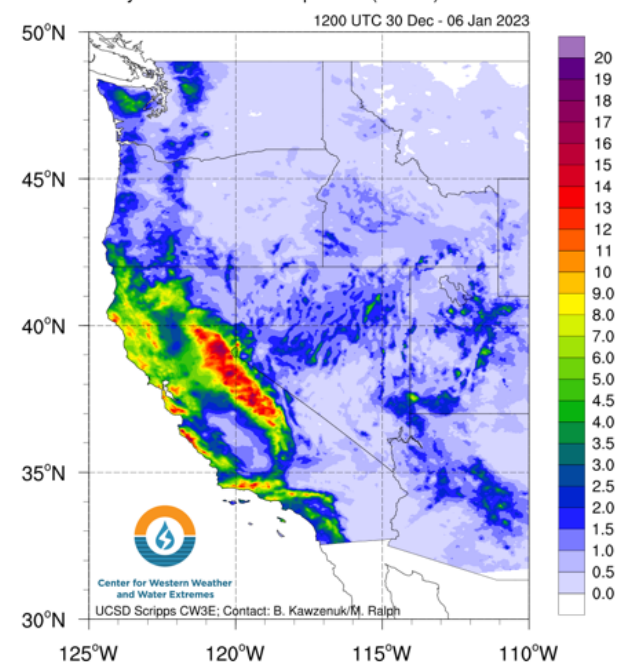 1200 UTC 30 Dec - 06 Jan 2023
50°N
45°N
40°N
35°N
30°N
125°W
120°W
115°W
110°W
20
19
18
17
16
15
14
13
12
11
10
9.0
8.0
7.0
6.0
5.0
4.5
4.0
3.5
3.0
2.5
2.0
1.5
1.0
0.5
0.0
Center for Western Weather
and Water Extremes
UCSD Scripps CW3E; Contact: B. Kawzenuk/M. Ralph